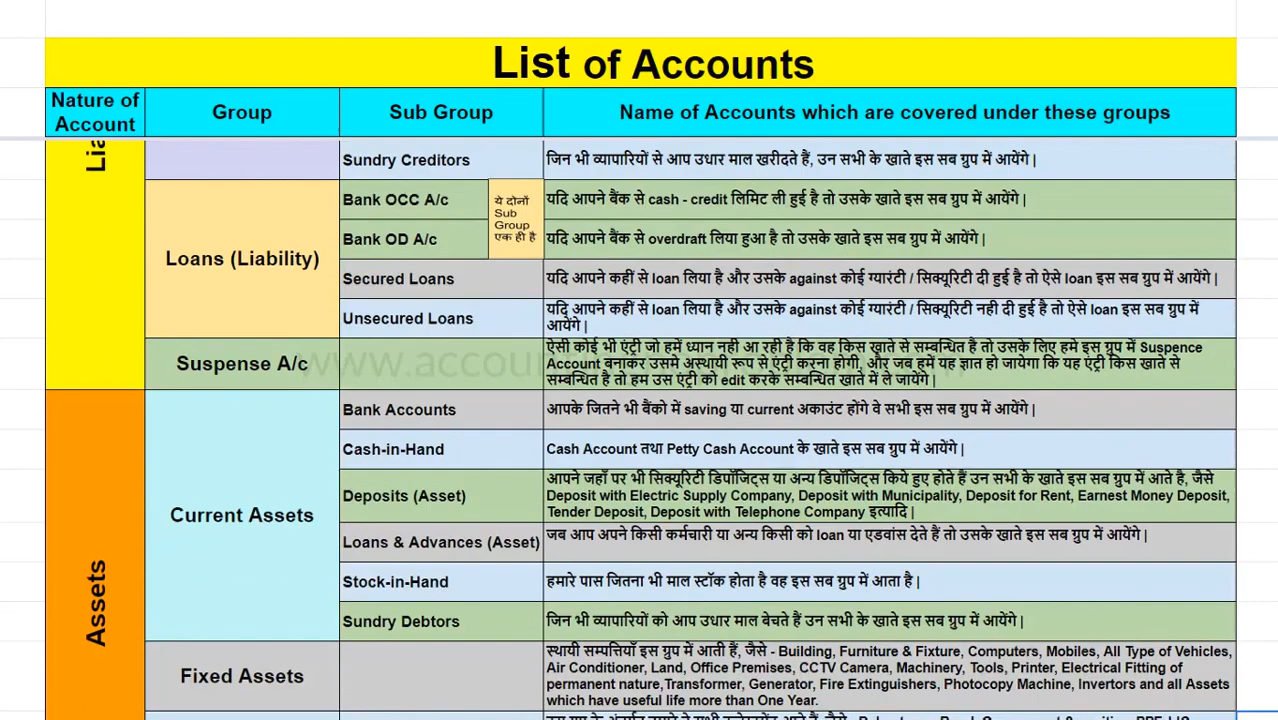 List of Accounts
Nature of
Account
Group
Sub Group
Name of Accounts which are covered under these groups
Sundry Creditors
जिन भी व्यापारियों से आप उधार माल खरीदते हैं, उन सभी के खाते इस सब ग्रुप में आयेंगे |
Loans (Liability)
Bank OCC A/c
ये दोनों
Sub
Group
एक ही है
यदि आपने बैंक से cash - credit लिमिट ली हुई है तो उसके खाते इस सब ग्रुप में आयेंगे |
Bank OD A/c
यदि आपने बैंक से overdraft लिया हुआ है तो उसके खाते इस सब ग्रुप में आयेंगे |
Secured Loans
यदि आपने कहीं से loan लिया है और उसके against कोई ग्यारंटी / सिक्यूरिटी दी हुई है तो ऐसे loan इस सब ग्रुप में आयेंगे |
Unsecured Loans
यदि आपने कहीं से loan लिया है और उसके against कोई ग्यारंटी / सिक्यूरिटी नही दी हुई है तो ऐसे loan इस सब ग्रुप में
आयेंगे |
Suspense A/c
ऐसी कोई भी एंट्री जो हमें ध्यान नही आ रही है कि वह किस खाते से सम्बन्धित है तो उसके लिए हमे इस ग्रुप में Suspence
Account बनाकर उसमे अस्थायी रूप से एंट्री करना होगी, और जब हमें यह ज्ञात हो जायेगा कि यह एंट्री किस खाते से
सम्बन्धित है तो हम उस एंट्री को edit करके सम्बन्धित खाते में ले जायेंगे |
Assets
Current Assets
Bank Accounts
आपके जितने भी बैंको में saving या current अकाउंट होंगे वे सभी इस सब ग्रुप में आयेंगे |
Cash-in-Hand
Cash Account तथा Petty Cash Account के खाते इस सब ग्रुप में आयेंगे |
Deposits (Asset)
आपने जहाँ पर भी सिक्यूरिटी डिपॉजिट्स या अन्य डिपॉजिट्स किये हुए होते हैं उन सभी के खाते इस सब ग्रुप में आते है, जैसे
Deposit with Electric Supply Company, Deposit with Municipality, Deposit for Rent, Earnest Money Deposit,
Tender Deposit, Deposit with Telephone Company इत्यादि |
Loans & Advances (Asset)
जब आप अपने किसी कर्मचारी या अन्य किसी को loan या एडवांस देते हैं तो उसके खाते इस सब ग्रुप में आयेंगे |
Stock-in-Hand
हमारे पास जितना भी माल स्टॉक होता है वह इस सब ग्रुप में आता है |
Sundry Debtors
जिन भी व्यापारियों को आप उधार माल बेचते हैं उन सभी के खाते इस सब ग्रुप में आयेंगे |
Fixed Assets
स्थायी सम्पत्तियाँ इस ग्रुप में आती हैं, जैसे - Building, Furniture & Fixture, Computers, Mobiles, All Type of Vehicles,
Air Conditioner, Land, Office Premises, CCTV Camera, Machinery, Tools, Printer, Electrical Fitting of
permanent nature,Transformer, Generator, Fire Extinguishers, Photocopy Machine, Invertors and all Assets
which have useful life more than One Year.